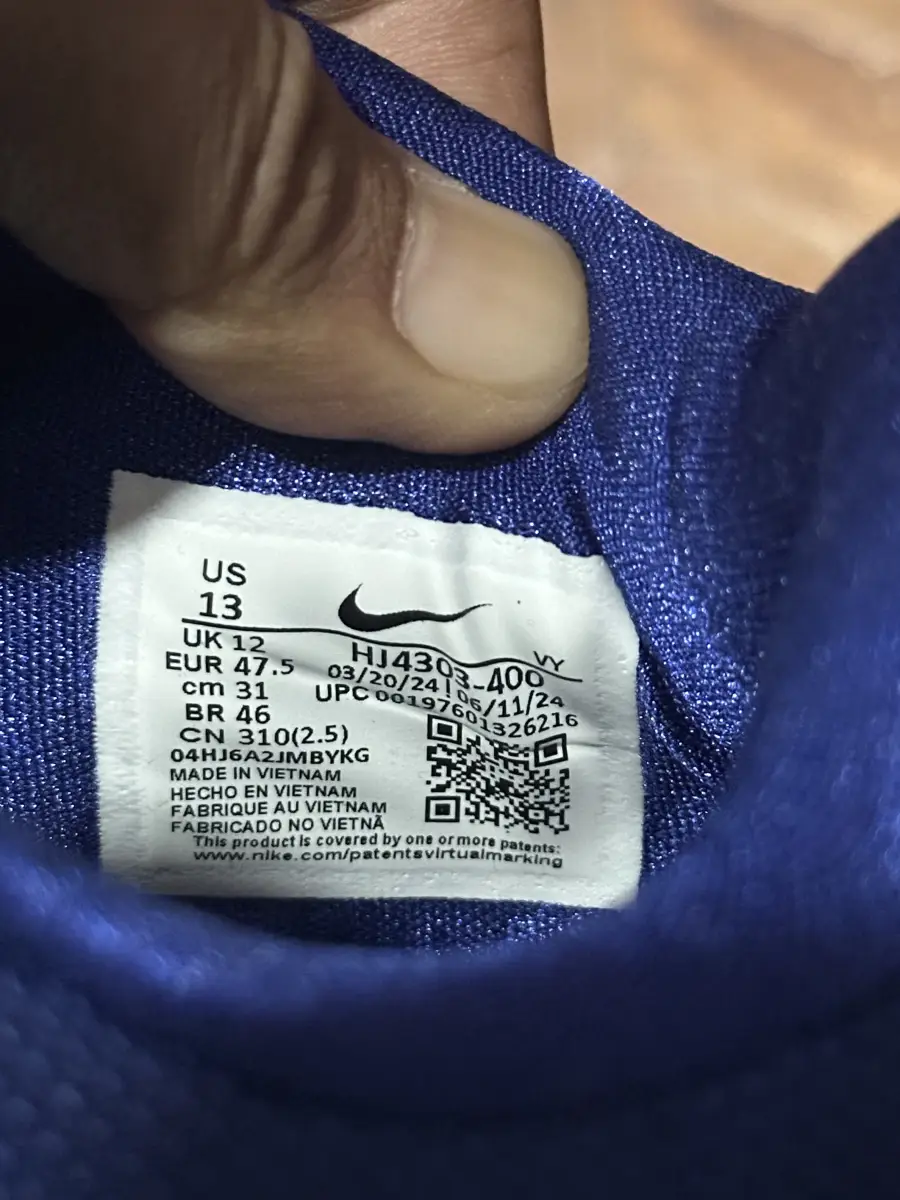 US
13
UK 12
EUR 47.5
cm 31
BR 46
CN 310(2.5)
VY
HJ4303-400
03/20/24 | 06/11/24
UPC 00197601326216
04HJ6A2JMBYKG
MADE IN VIETNAM
HECHO EN VIETNAM
FABRIQUE AU VIETNAM
FABRICADO NO VIETNÃ
This product is covered by one or more patents:
www.nike.com/patentsvirtualmarking